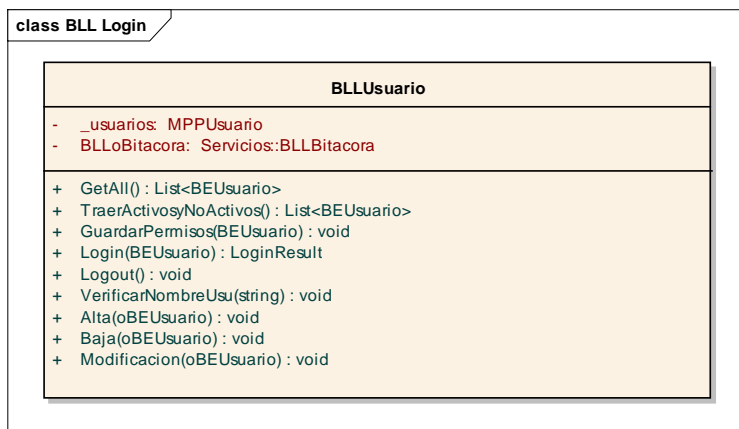 class BLL Login
BLLUsuario
- _usuarios: MPPUsuario
- BLLoBitacora: Servicios::BLLBitacora
+ GetAll() : List<BEUsuario>
+ TraerActivosyNoActivos() : List<BEUsuario>
+ GuardarPermisos(BEUsuario) : void
+ Login(BEUsuario) : LoginResult
+ Logout() : void
+ VerificarNombreUsu(string) : void
+ Alta(oBEUsuario) : void
+ Baja(oBEUsuario) : void
+ Modificacion(oBEUsuario) : void